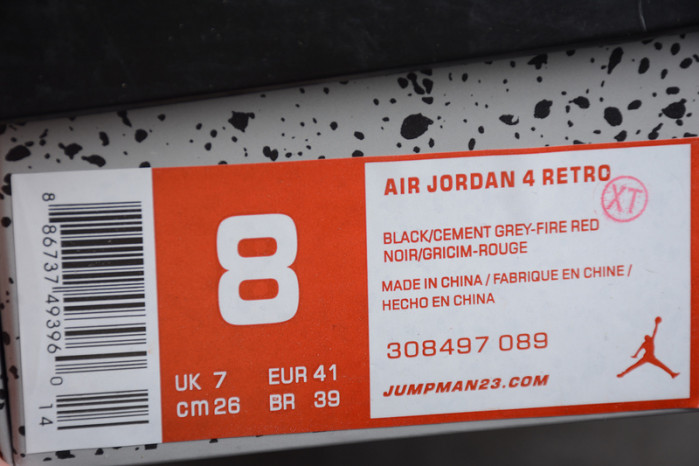 8 86737 49396 0 14
8
UK 7 EUR 41
cm 26 BR 39
AIR JORDAN 4 RETRO
XT
BLACK/CEMENT GREY-FIRE RED
NOIR/GRICIM-ROUGE
MADE IN CHINA / FABRIQUE EN CHINE /
HECHO EN CHINA
308497 089
JUMPMAN23.COM